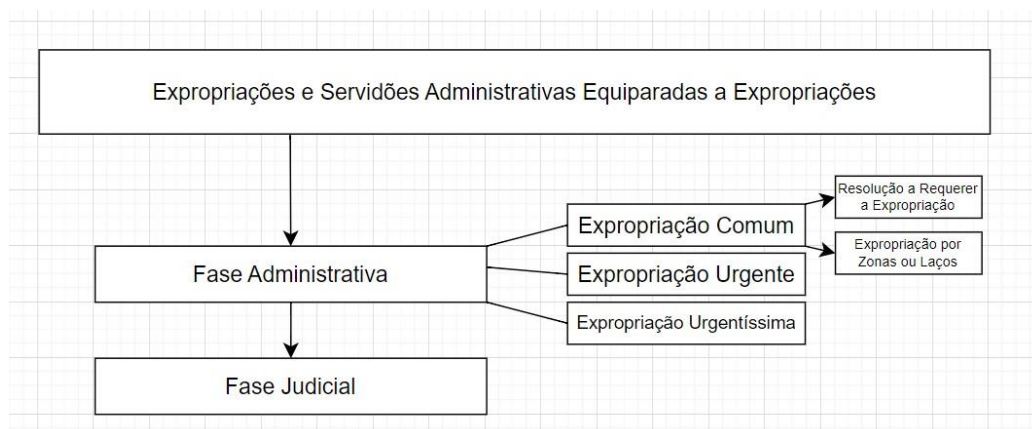 Expropriações e Servidões Administrativas Equiparadas a Expropriações
Resolução a Requerer
a Expropriação
Expropriação Comum
Expropriação por
Zonas ou Laços
Fase Administrativa
Expropriação Urgente
Expropriação Urgentíssima
Fase Judicial